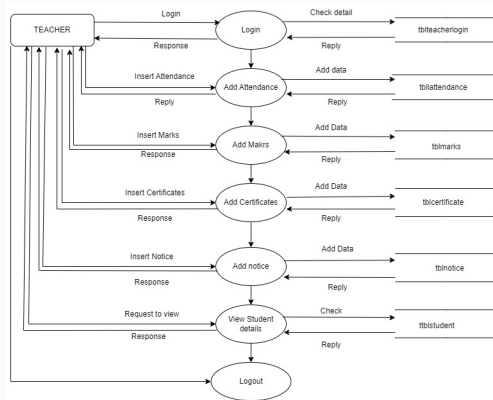 Login
Check detail
TEACHER
Login
tblteacherlogin
Response
Reply
Insert Attendance
Add data
Add Attendance
tbllattendance
Reply
Reply
Insert Marks
Add Data
Add Makrs
tblmarks
Response
Reply
Insert Certificates
Add Data
Add Certificates
tblcertificate
Response
Reply
Insert Notice
Add Data
Add notice
tblnotice
Response
Reply
Request to view
Check
View Student
details
ttblstudent
Response
Reply
Logout